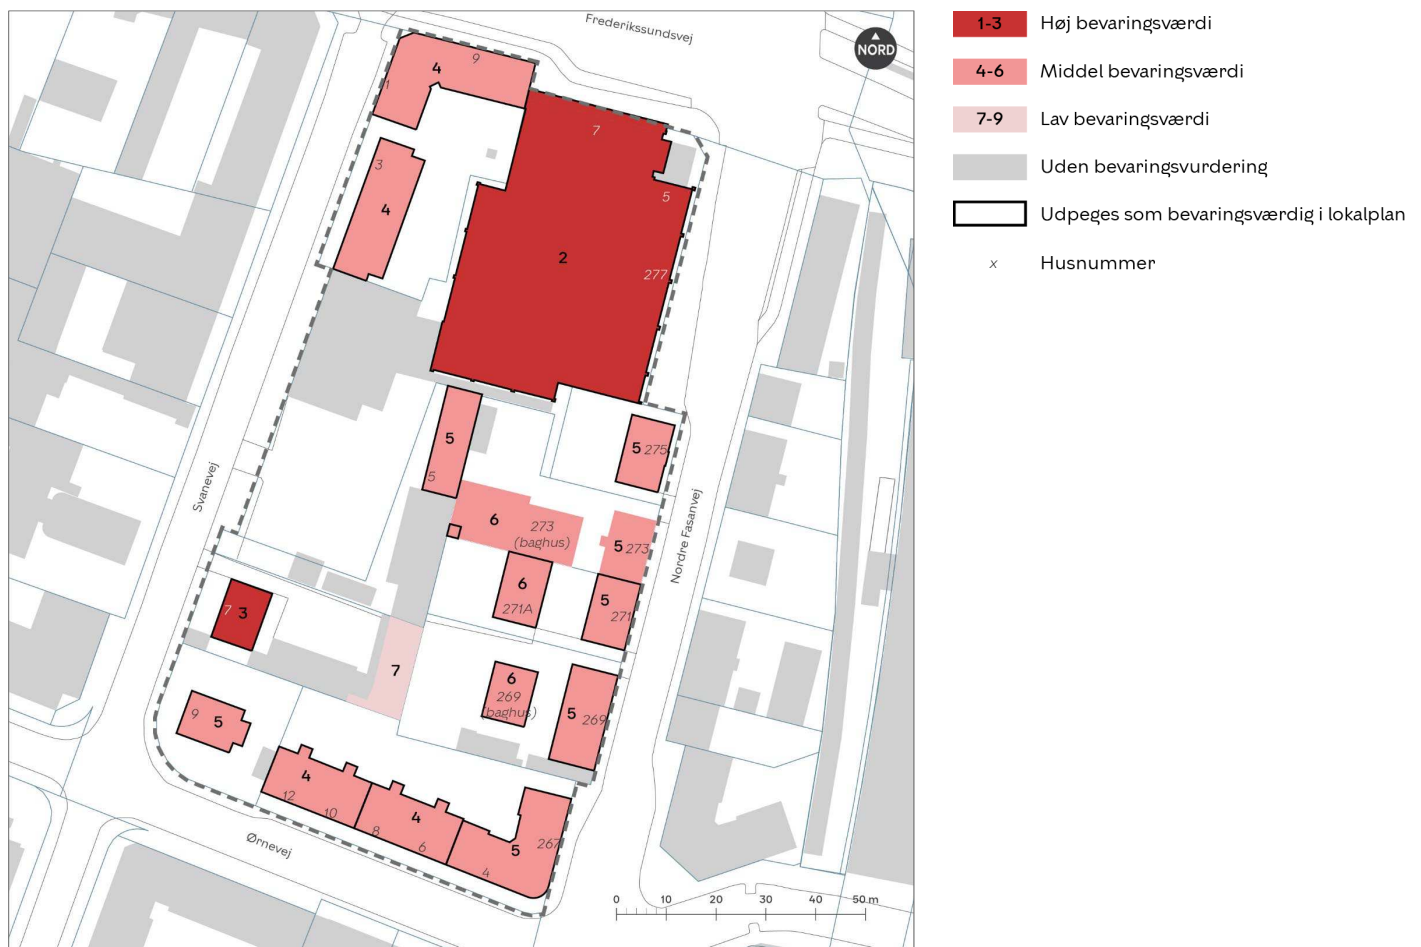 Frederikssundsvej
NORD
9
4
1
7
3
4
5
2
277
5
5
5 275
6
273
(baghus)
5 273
6
271A
5
271
7 3
7
6
269
(baghus)
5 269
9 5
4
12
10
4
8
6
5
267
4
Svanevej
Nordre Fasanvej
Ørnevej
0 10 20 30 40 50 m
1-3 Høj bevaringsværdi
4-6 Middel bevaringsværdi
7-9 Lav bevaringsværdi
Uden bevaringsvurdering
Udpeges som bevaringsværdig i lokalplan
x Husnummer